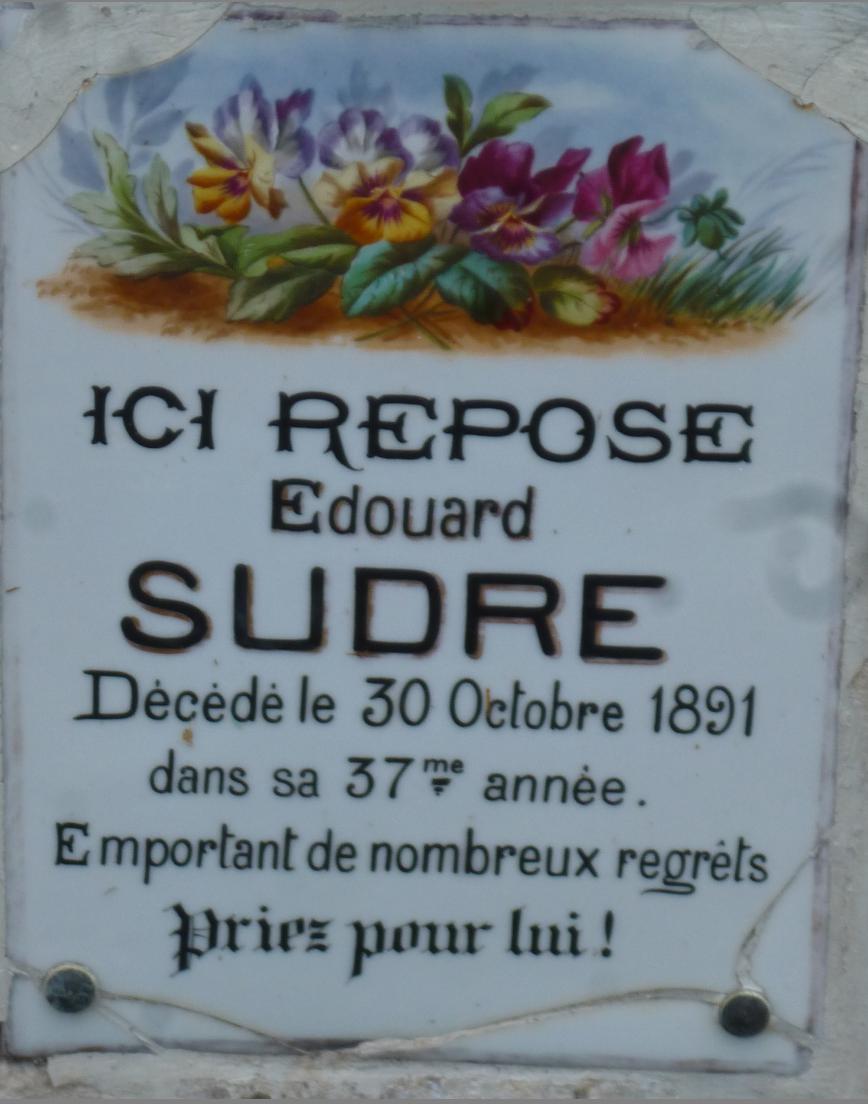 ICI REPOSE
Edouard
SUDRE
Décédé le 30 Octobre 1891
dans sa 37me année.
Emportant de nombreux regrêts
Priez pour lui!